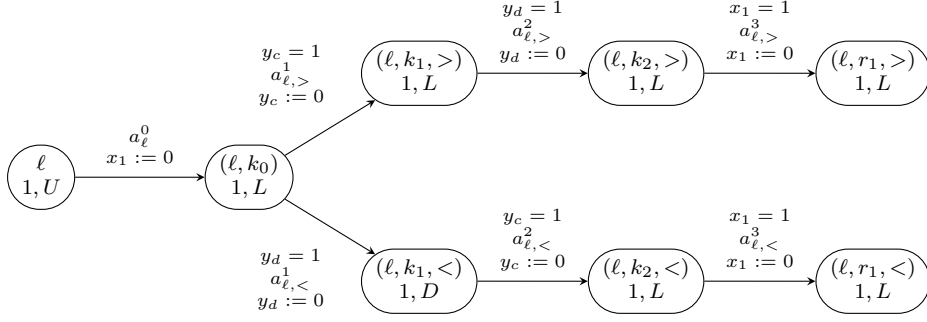 y_d = 1
a^2_{ℓ,>}
y_d := 0
x_1 = 1
a^3_{ℓ,>}
x_1 := 0
y_c = 1
a^1_{ℓ,>}
y_c := 0
(ℓ, k_1, >)
1, L
(ℓ, k_2, >)
1, L
(ℓ, r_1, >)
1, L
a^0_ℓ
x_1 := 0
ℓ
1, U
(ℓ, k_0)
1, L
y_d = 1
a^1_{ℓ,<}
y_d := 0
y_c = 1
a^2_{ℓ,<}
y_c := 0
x_1 = 1
a^3_{ℓ,<}
x_1 := 0
(ℓ, k_1, <)
1, D
(ℓ, k_2, <)
1, L
(ℓ, r_1, <)
1, L